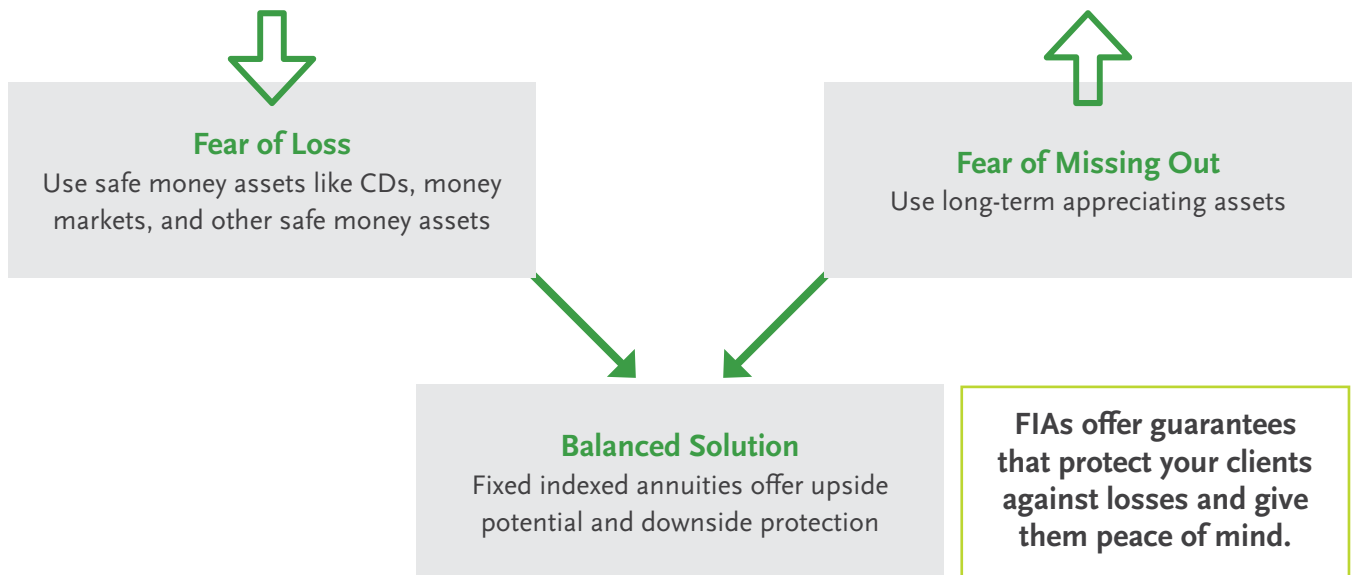 Fear of Loss
Use safe money assets like CDs, money
markets, and other safe money assets
Fear of Missing Out
Use long-term appreciating assets
Balanced Solution
Fixed indexed annuities offer upside
potential and downside protection
FIAs offer guarantees
that protect your clients
against losses and give
them peace of mind.